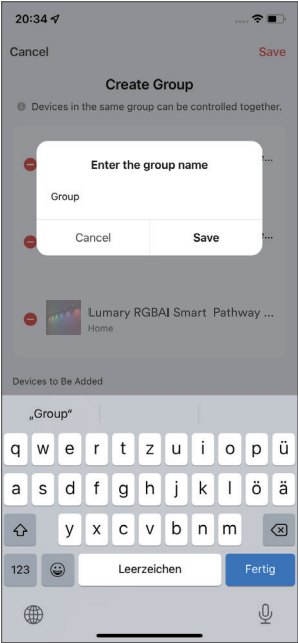 20:34
Cancel Save
Create Group
Devices in the same group can be controlled together.
e...
Enter the group name
Group
Cancel Save
...
Lumary RGBAI Smart Pathway ...
Home
Devices to Be Added
„Group“
q w e r t z u i o p ü
a s d f g h j k l ö ä
y x c v b n m
123 Leerzeichen Fertig